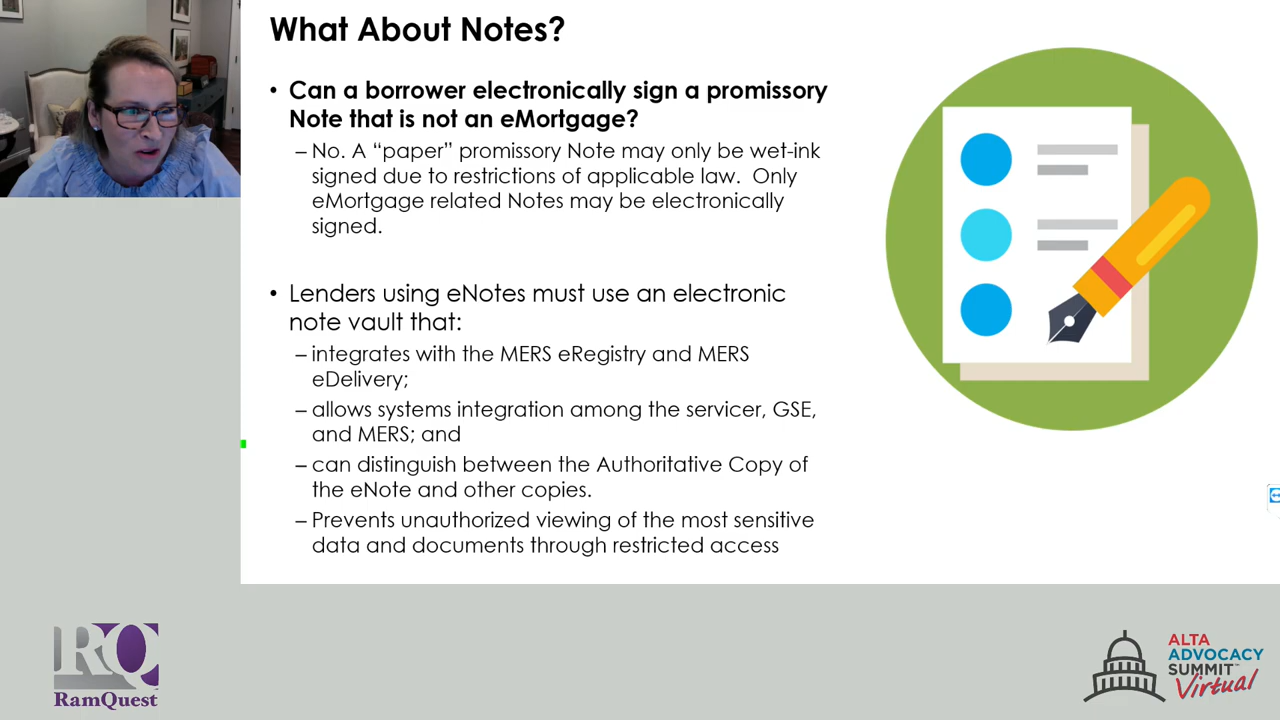 What About Notes?
• Can a borrower electronically sign a promissory
Note that is not an eMortgage?
– No. A “paper” promissory Note may only be wet-ink
signed due to restrictions of applicable law.  Only
eMortgage related Notes may be electronically
signed.
• Lenders using eNotes must use an electronic
note vault that:
– integrates with the MERS eRegistry and MERS
eDelivery;
– allows systems integration among the servicer, GSE,
and MERS; and
– can distinguish between the Authoritative Copy of
the eNote and other copies.
– Prevents unauthorized viewing of the most sensitive
data and documents through restricted access
RQ
RamQuest
ALTA
ADVOCACY
SUMMIT™
Virtual